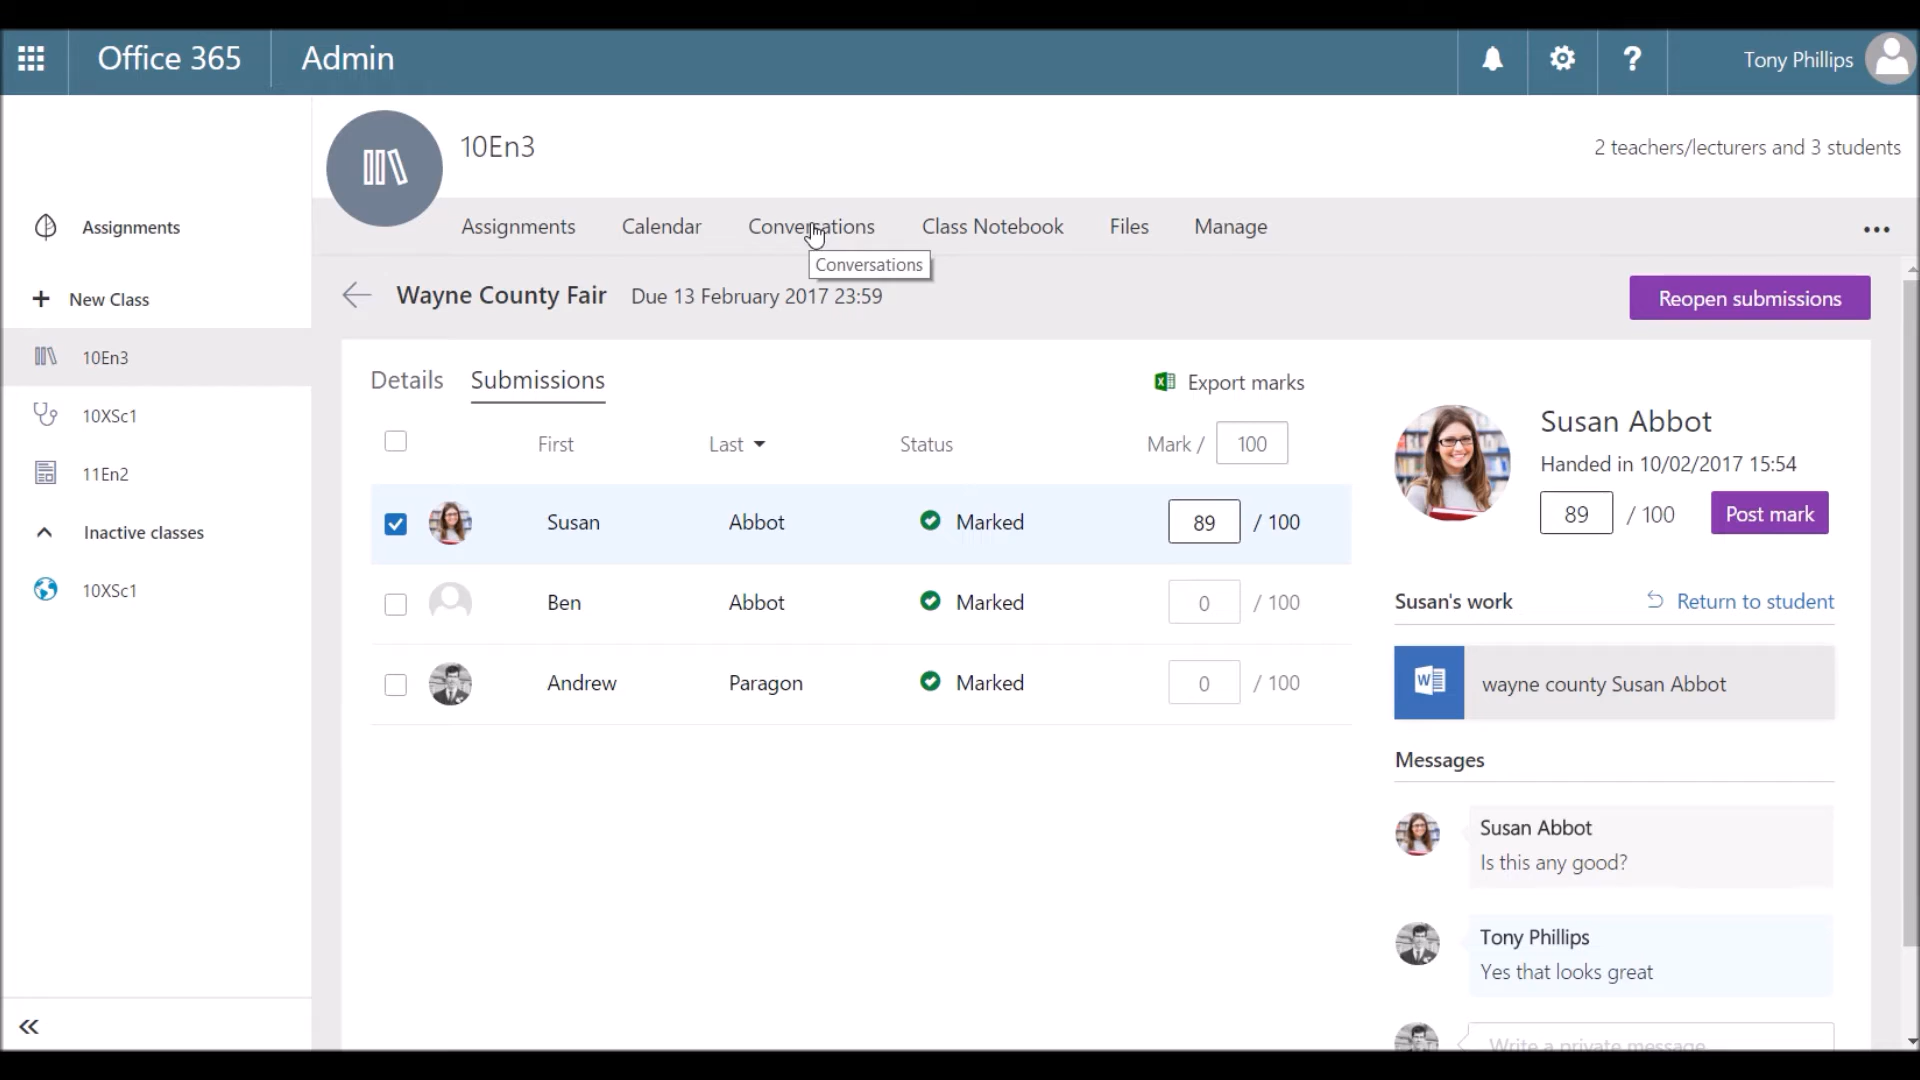 Office 365
Admin
?
Tony Phillips
10En3
2 teachers/lecturers and 3 students
Assignments
Calendar
Conversations
Class Notebook
Files
Manage
Conversations
Assignments
New Class
10En3
10XSc1
11En2
Inactive classes
10XSc1
Wayne County Fair
Due 13 February 2017 23:59
Reopen submissions
Details
Submissions
Export marks
First
Last
Status
Mark / 100
Susan Abbot Marked 89 / 100
Ben Abbot Marked 0 / 100
Andrew Paragon Marked 0 / 100
Susan Abbot
Handed in 10/02/2017 15:54
89 / 100
Post mark
Susan's work
Return to student
wayne county Susan Abbot
Messages
Susan Abbot
Is this any good?
Tony Phillips
Yes that looks great
Write a private message